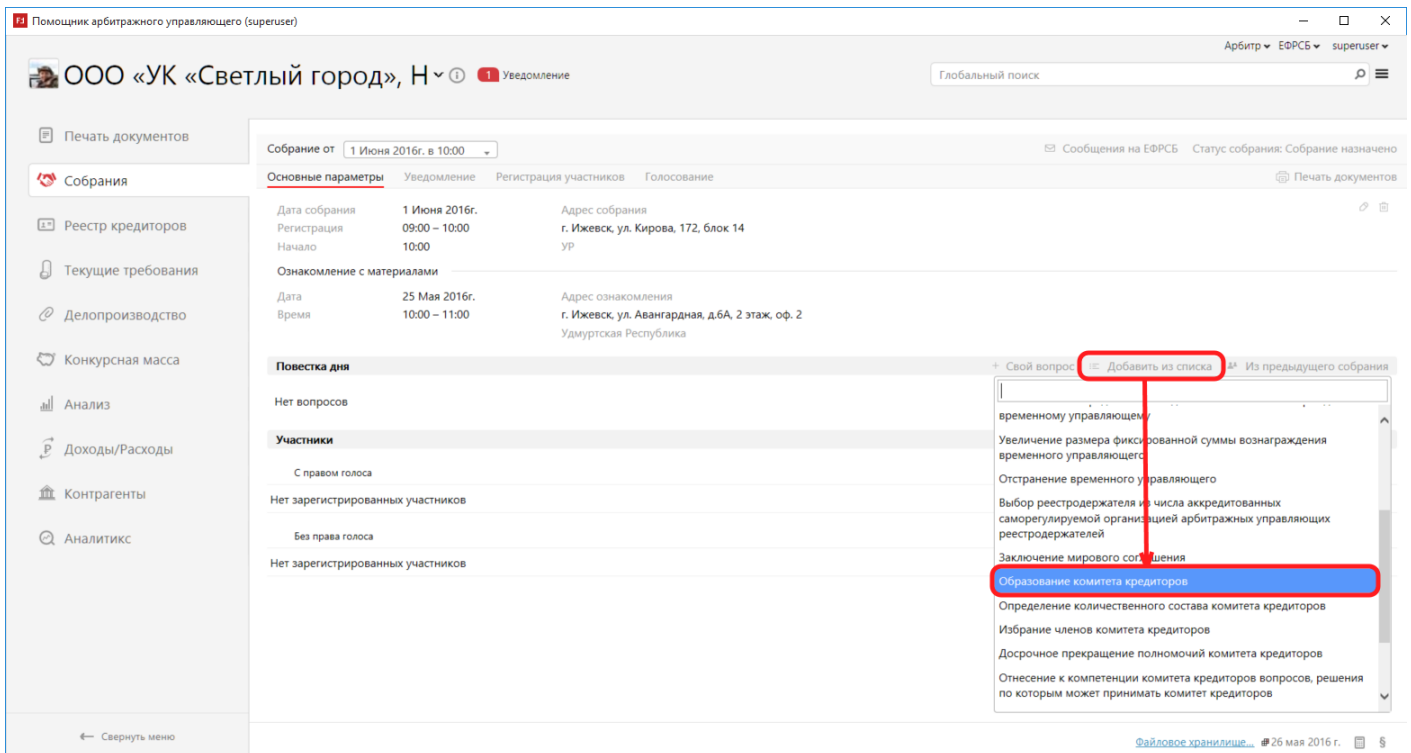 Помощник арбитражного управляющего (superuser)
Арбитр ЕФРСБ superuser
ООО «УК «Светлый город», Н 1 Уведомление
Глобальный поиск
Печать документов
Собрания
Реестр кредиторов
Текущие требования
Делопроизводство
Конкурсная масса
Анализ
Доходы/Расходы
Контрагенты
Аналитикс
Свернуть меню
Собрание от 1 Июня 2016г. в 10:00
Сообщения на ЕФРСБ Статус собрания: Собрание назначено
Основные параметры Уведомление Регистрация участников Голосование
Печать документов
Дата собрания 1 Июня 2016г. Адрес собрания
Регистрация 09:00 – 10:00 г. Ижевск, ул. Кирова, 172, блок 14
Начало 10:00 УР
Ознакомление с материалами
Дата 25 Мая 2016г. Адрес ознакомления
Время 10:00 – 11:00 г. Ижевск, ул. Авангардная, д.6А, 2 этаж, оф. 2
Удмуртская Республика
Повестка дня + Свой вопрос Добавить из списка Из предыдущего собрания
Нет вопросов
Участники
С правом голоса
Нет зарегистрированных участников
Без права голоса
Нет зарегистрированных участников
временному управляющему
Увеличение размера фиксированной суммы вознаграждения
временного управляющего
Отстранение временного управляющего
Выбор реестродержателя из числа аккредитованных
саморегулируемой организацией арбитражных управляющих
реестродержателей
Заключение мирового соглашения
Образование комитета кредиторов
Определение количественного состава комитета кредиторов
Избрание членов комитета кредиторов
Досрочное прекращение полномочий комитета кредиторов
Отнесение к компетенции комитета кредиторов вопросов, решения
по которым может принимать комитет кредиторов
Файловое хранилище... # 26 мая 2016 г. §